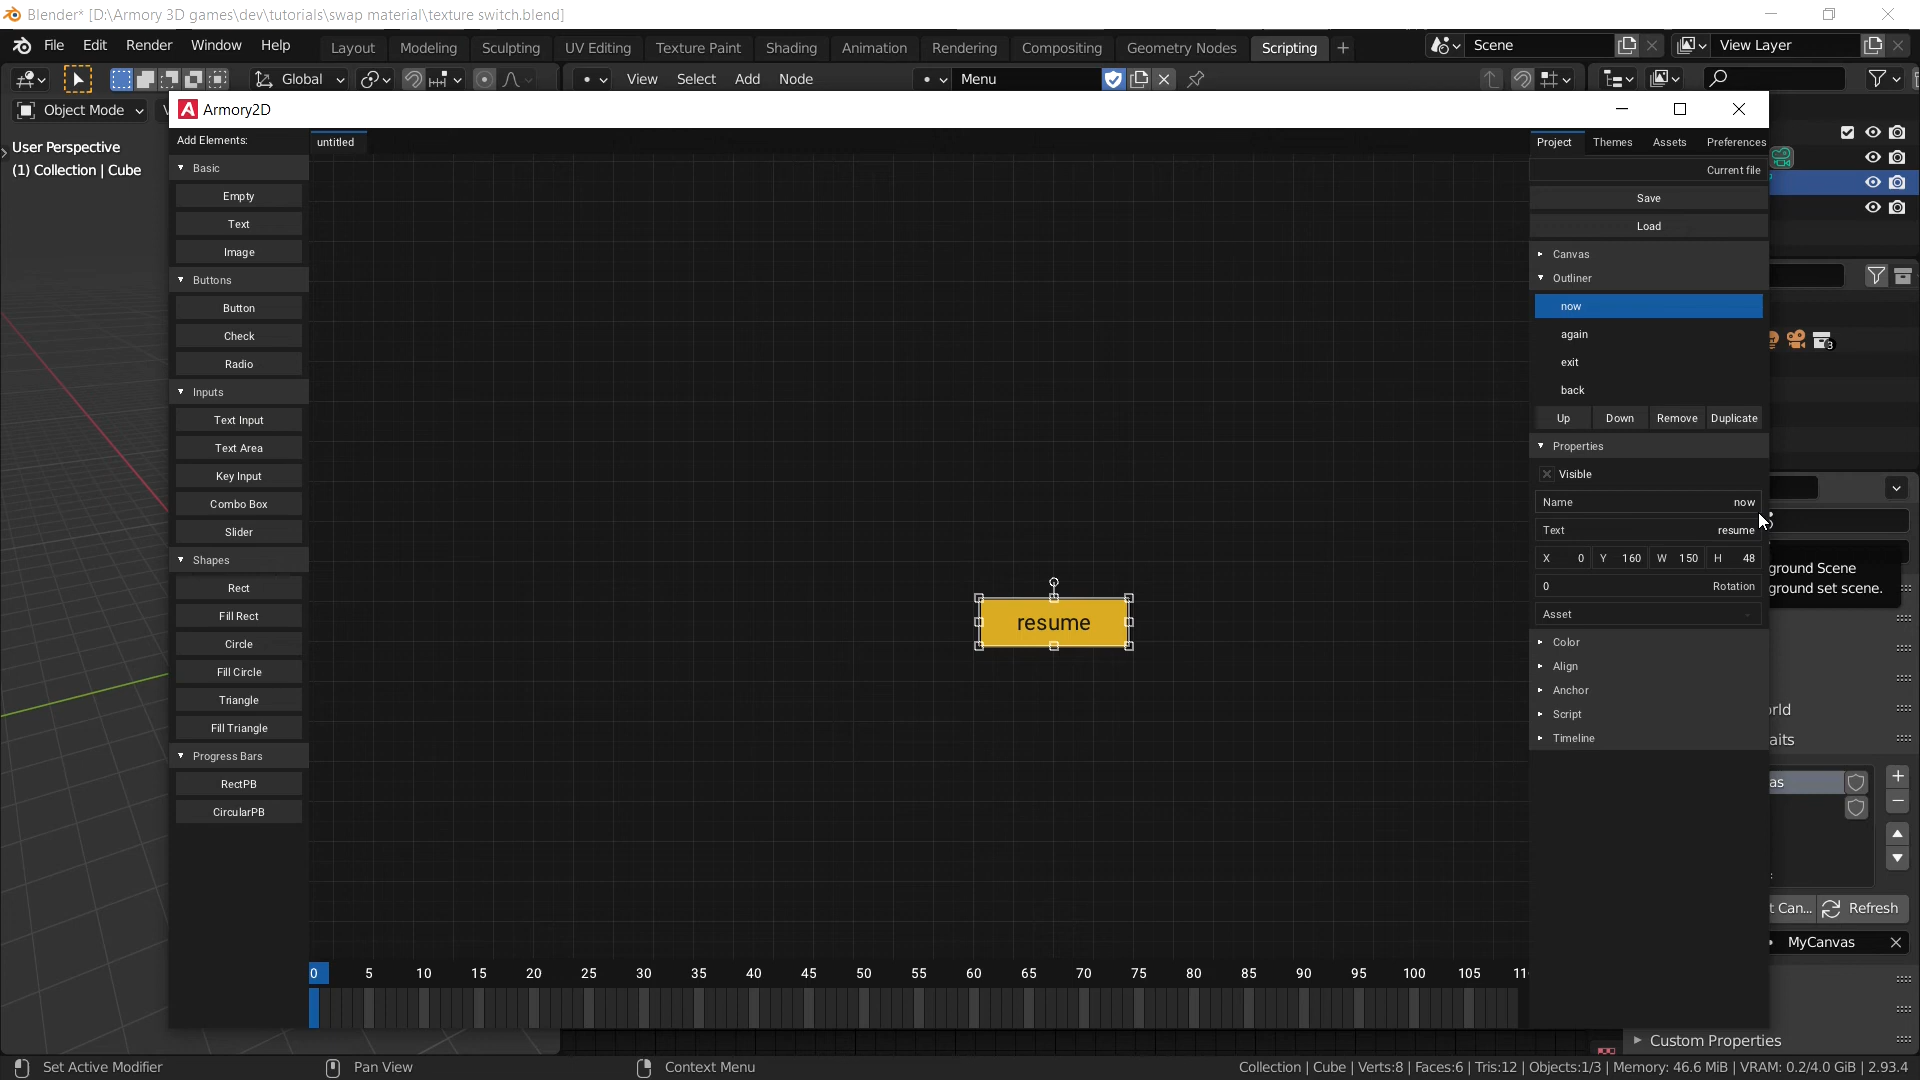 Blender* [D:\Armory 3D games\dev\tutorials\swap material\texture switch.blend]
File Edit Render Window Help Layout Modeling Sculpting UV Editing Texture Paint Shading Animation Rendering Compositing Geometry Nodes Scripting Scene View Layer
Global View Select Add Node Menu
Object Mode
Armory2D
User Perspective
(1) Collection | Cube
Add Elements:
Basic
Empty
Text
Image
Buttons
Button
Check
Radio
Inputs
Text Input
Text Area
Key Input
Combo Box
Slider
Shapes
Rect
Fill Rect
Circle
Fill Circle
Triangle
Fill Triangle
Progress Bars
RectPB
CircularPB
untitled
resume
0 5 10 15 20 25 30 35 40 45 50 55 60 65 70 75 80 85 90 95 100 105 11
Project Themes Assets Preferences
Current file
Save
Load
Canvas
Outliner
now
again
exit
back
Up Down Remove Duplicate
Properties
Visible
Name now
Text resume
X 0 Y 160 W 150 H 48
0 Rotation
Asset
Color
Align
Anchor
Script
Timeline
3
ground Scene
ground set scene.
rld
aits
as
t Can... Refresh
MyCanvas
Custom Properties
Set Active Modifier Pan View Context Menu Collection | Cube | Verts:8 | Faces:6 | Tris:12 | Objects:1/3 | Memory: 46.6 MiB | VRAM: 0.2/4.0 GiB | 2.93.4